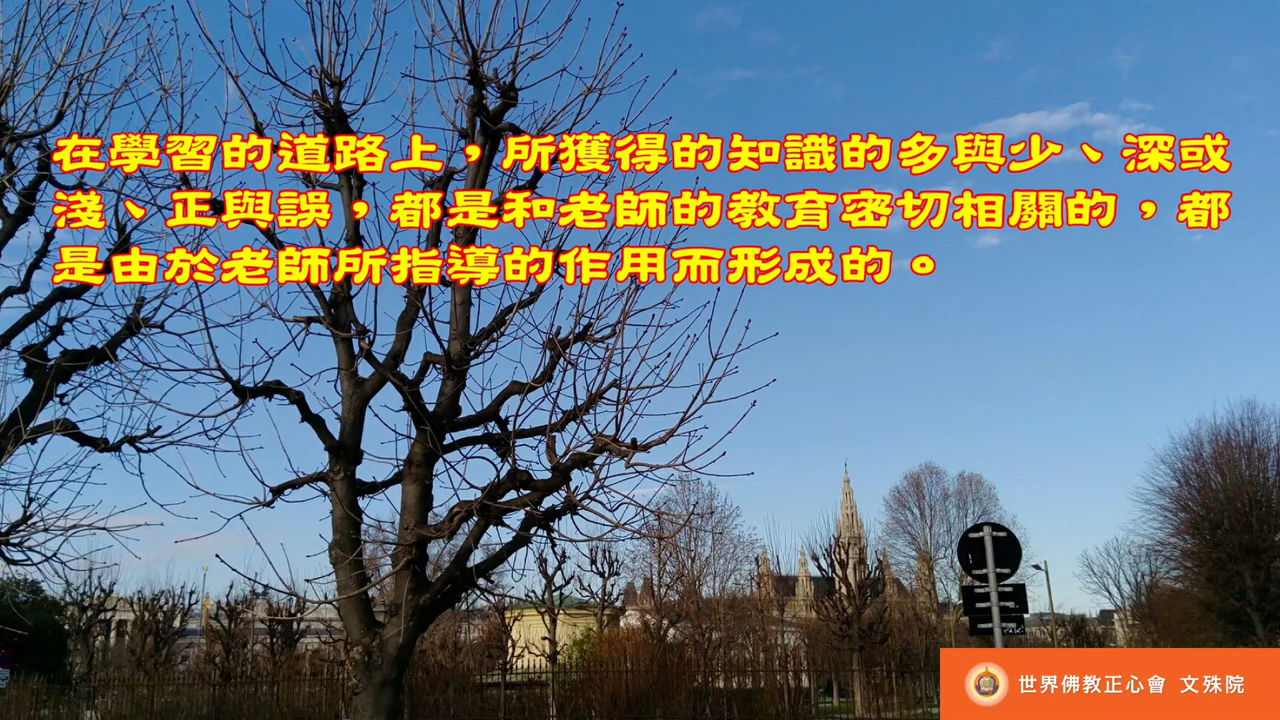 在學習的道路上，所獲得的知識的多與少、深或
淺、正與誤，都是和老師的教育密切相關的，都
是由於老師所指導的作用而形成的。
世界佛教正心會 文殊院